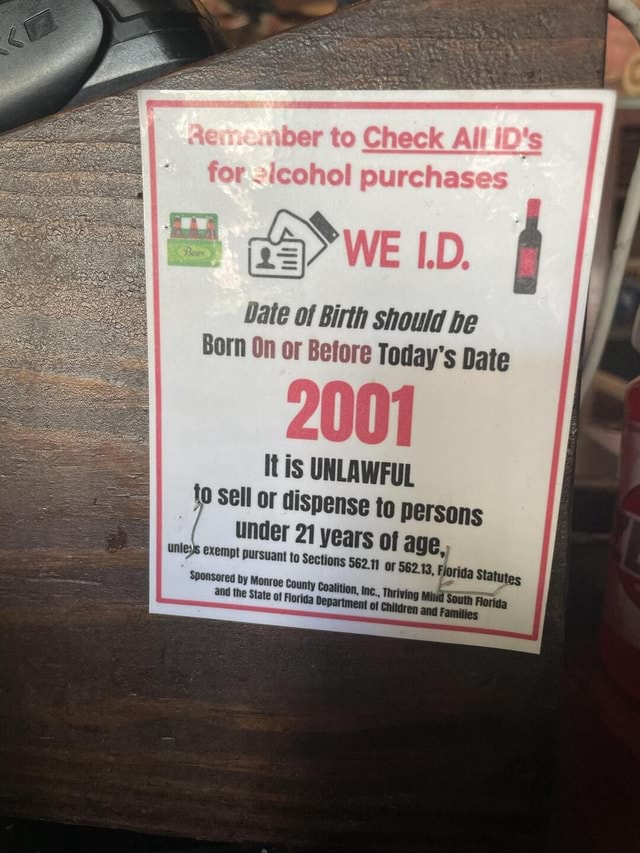 Remember to Check All ID's
for alcohol purchases
Beer
WE I.D.
Date of Birth should be
Born On or Before Today's Date
2001
It is UNLAWFUL
to sell or dispense to persons
under 21 years of age,
unless exempt pursuant to Sections 562.11 or 562.13, Florida Statutes
Sponsored by Monroe County Coalition, Inc., Thriving Mind South Florida
and the State of Florida Department of Children and Families